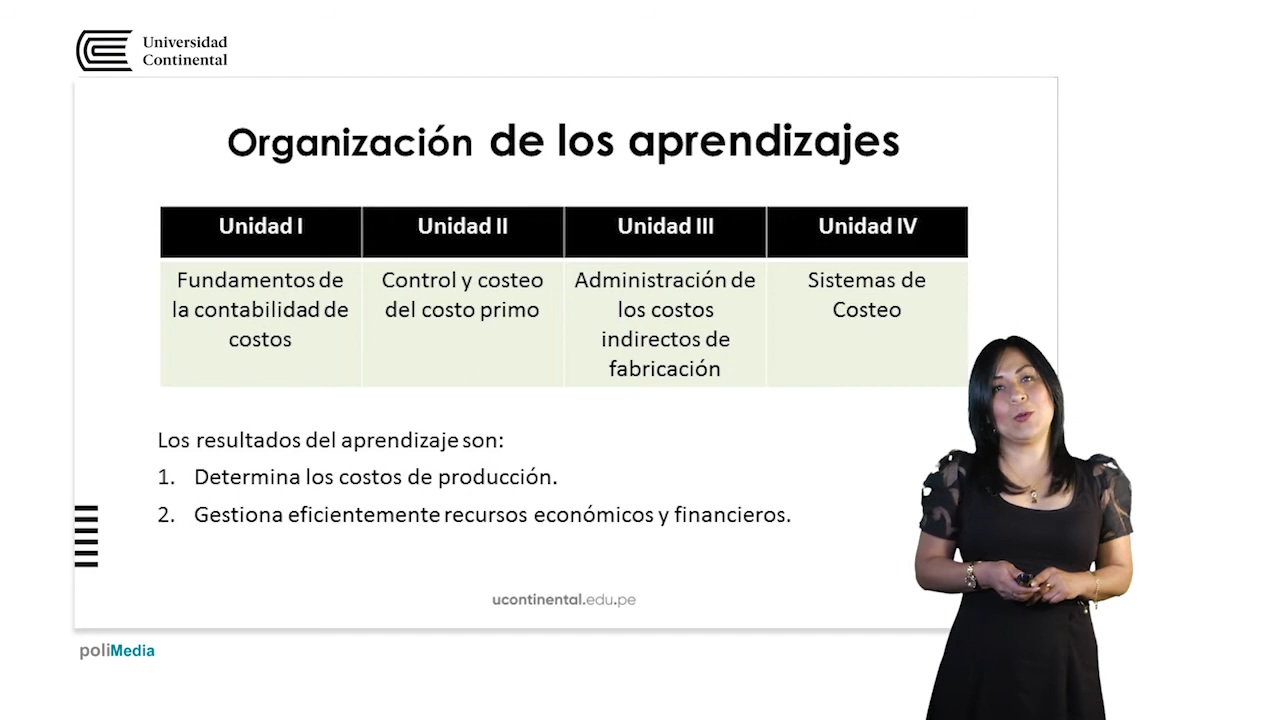 Universidad
Continental
Organización de los aprendizajes
Unidad I
Unidad II
Unidad III
Unidad IV
Fundamentos de
la contabilidad de
costos
Control y costeo
del costo primo
Administración de
los costos
indirectos de
fabricación
Sistemas de
Costeo
Los resultados del aprendizaje son:
1. Determina los costos de producción.
2. Gestiona eficientemente recursos económicos y financieros.
ucontinental.edu.pe
poliMedia